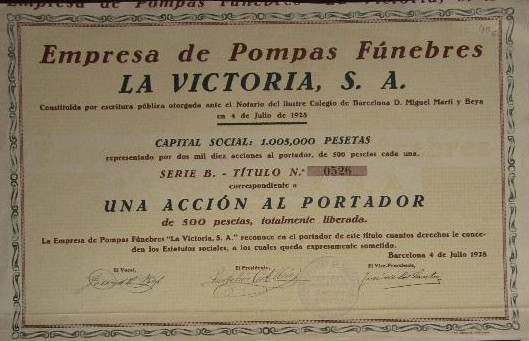 Empresa de Pompas Fúnebres
LA VICTORIA, S. A.
Constituida por escritura pública otorgada ante el Notario del Ilustre Colegio de Barcelona D. Miguel Martí y Beya
en 4 de Julio de 1928
CAPITAL SOCIAL: 1.005,000 PESETAS
representado por dos mil diez acciones al portador, de 500 pesetas cada una.
SERIE B. - TÍTULO N.º 0526
correspondiente a
UNA ACCIÓN AL PORTADOR
de 500 pesetas, totalmente liberada.
La Empresa de Pompas Fúnebres "La Victoria, S. A." reconoce en el portador de este título cuantos derechos le conce-
den los Estatutos sociales, a los cuales queda expresamente sometido.
Barcelona 4 de Julio 1928
El Vocal, El Presidente, El Vice-Presidente,